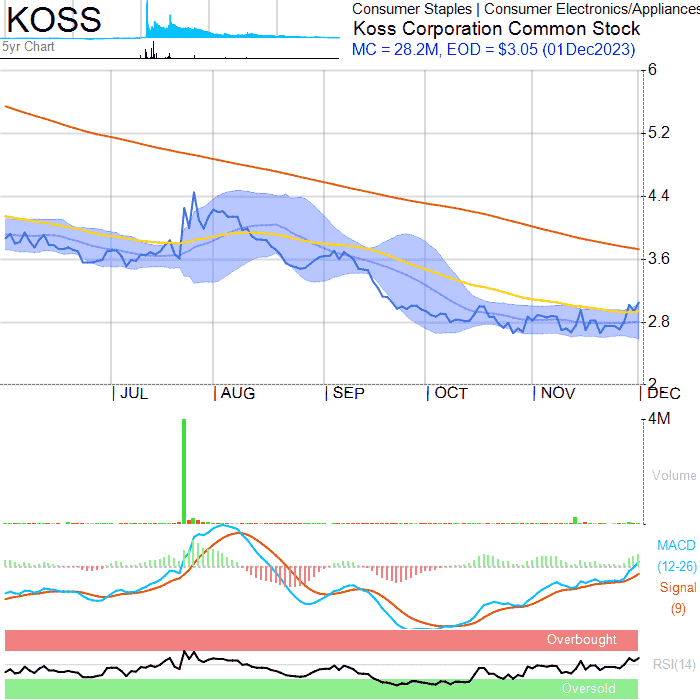 KOSS
5yr Chart
Consumer Staples | Consumer Electronics/Appliances
Koss Corporation Common Stock
MC = 28.2M, EOD = $3.05 (01Dec2023)
6
5.2
4.4
3.6
2.8
2
JUL AUG SEP OCT NOV DEC
4M
Volume
MACD
(12-26)
Signal
(9)
Overbought
RSI(14)
Oversold